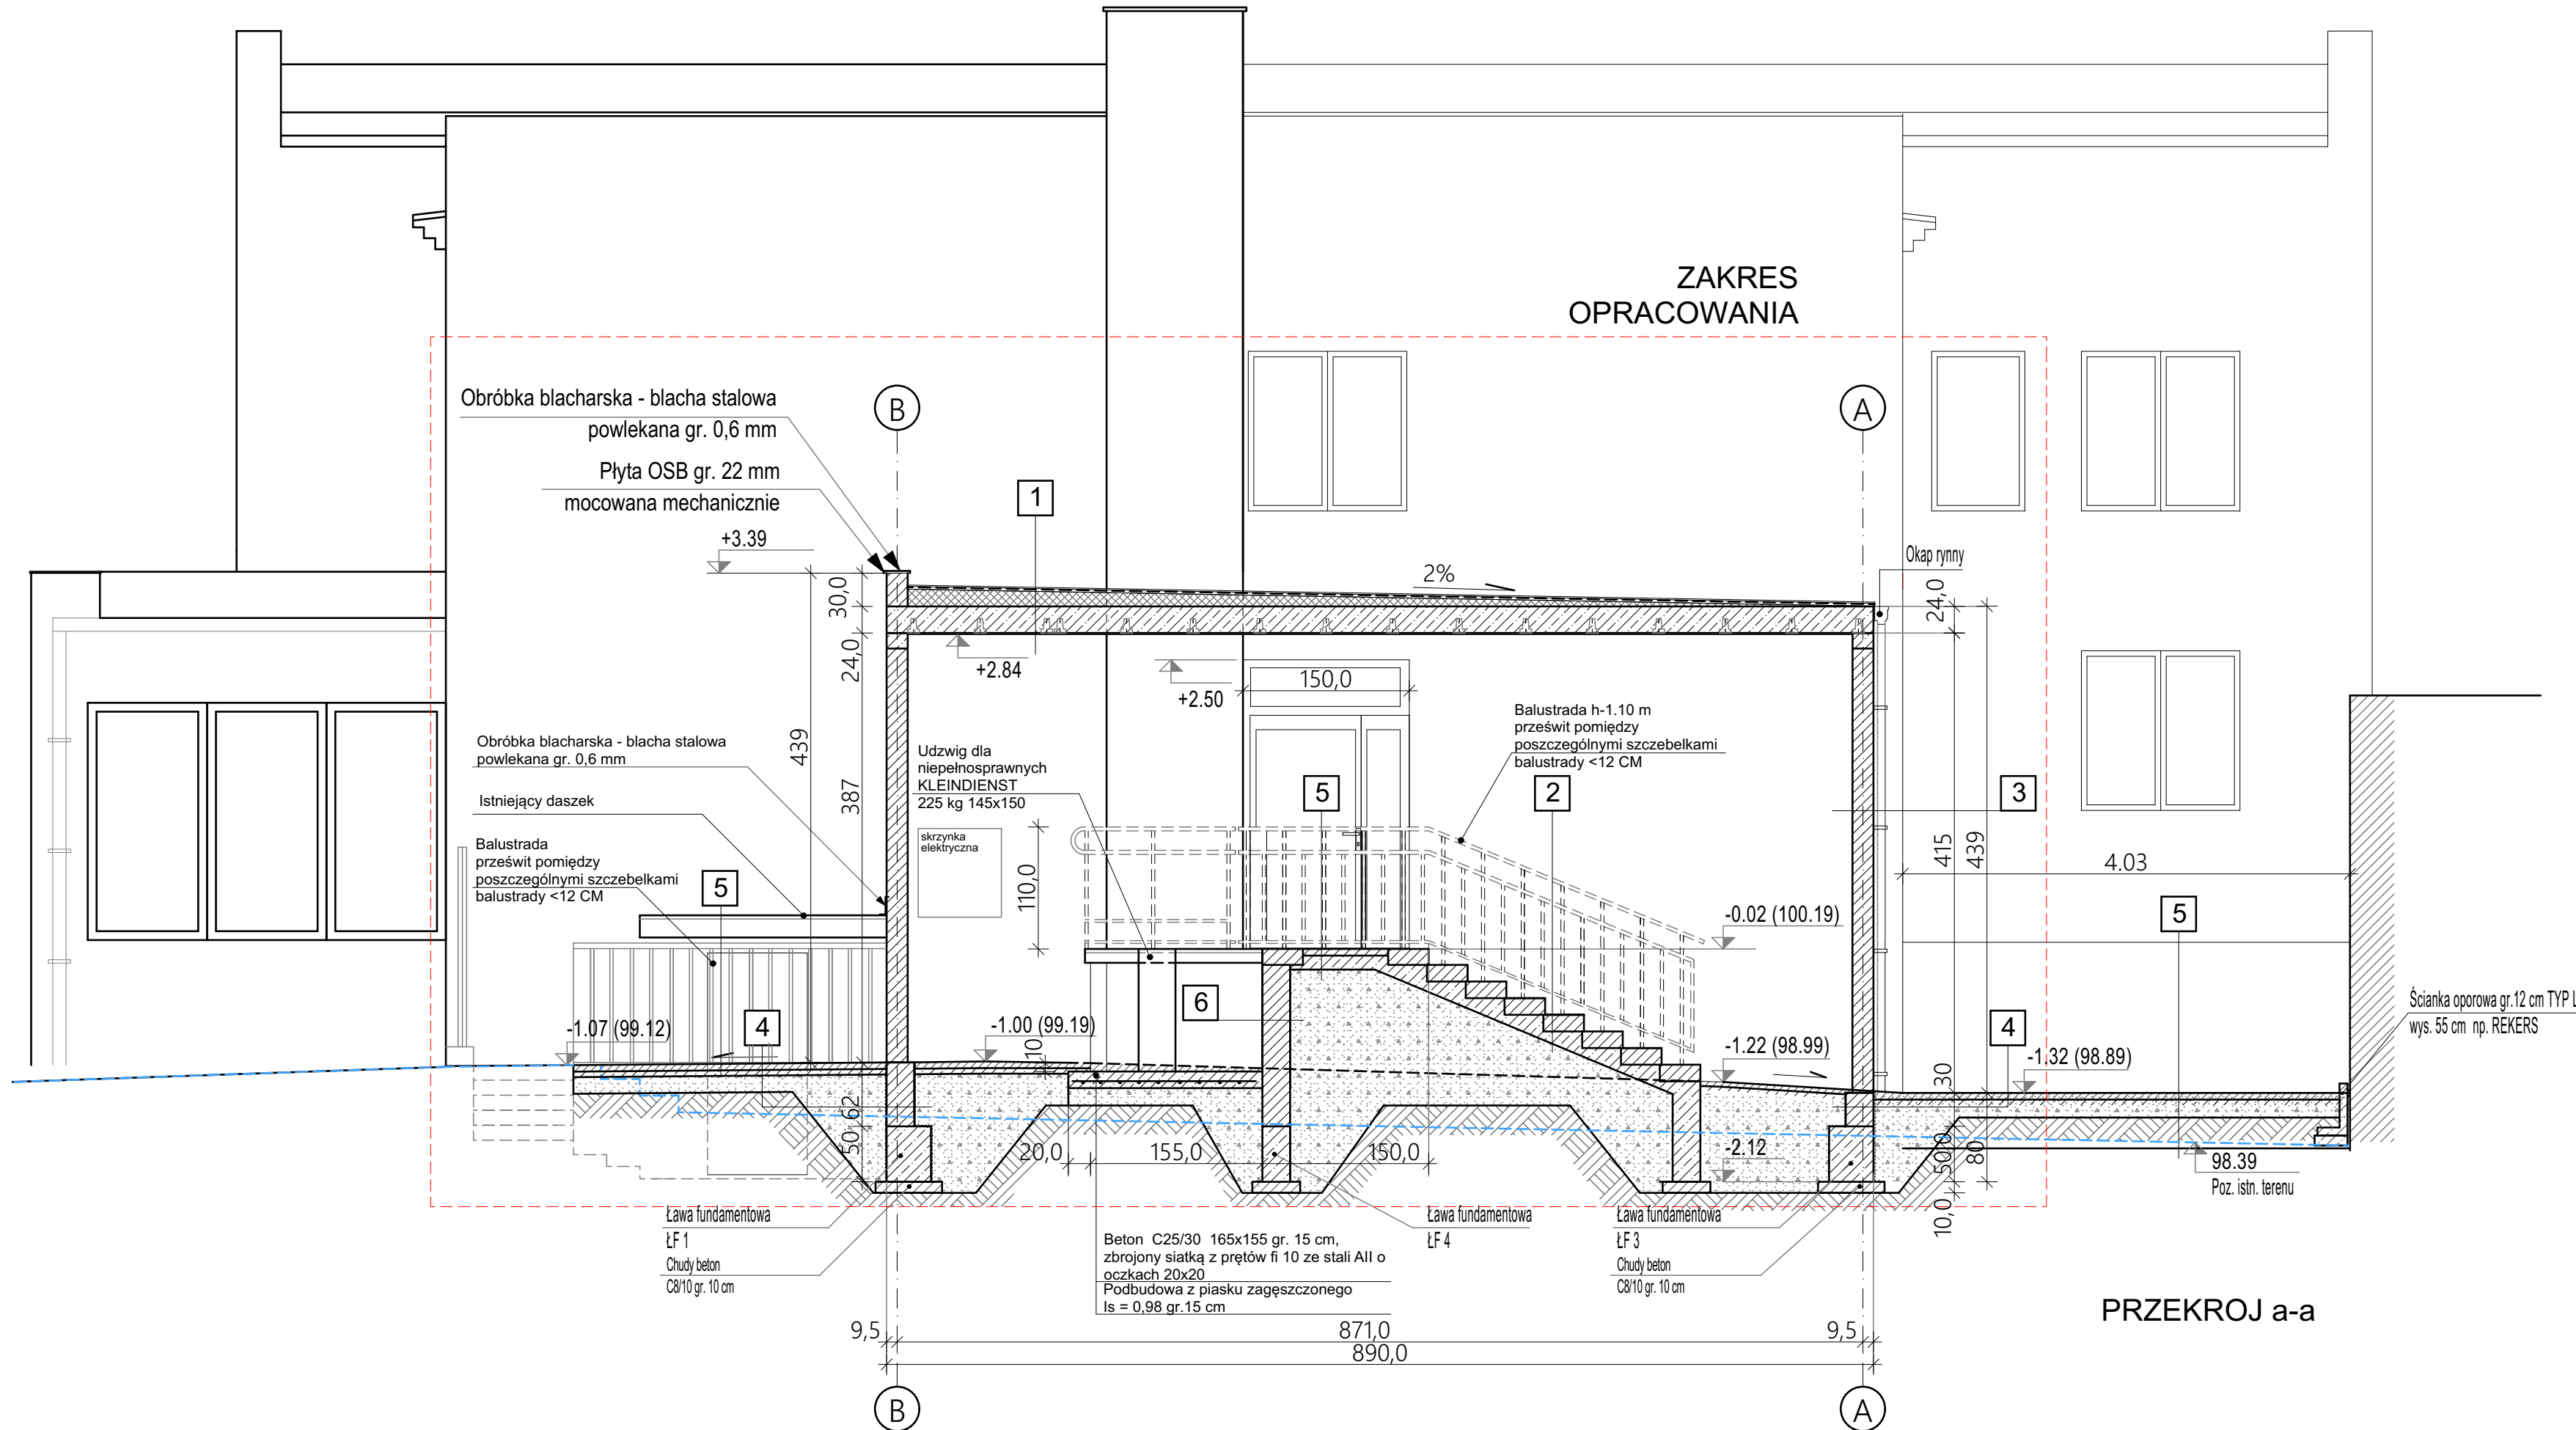 ZAKRES
OPRACOWANIA
Obróbka blacharska - blacha stalowa
powlekana gr. 0,6 mm
Płyta OSB gr. 22 mm
mocowana mechanicznie
B
A
1
+3.39
30,0
24,0
439
387
2%
Okap rynny
24,0
+2.84
+2.50
150,0
Balustrada h-1.10 m
prześwit pomiędzy
poszczególnymi szczebelkami
balustrady <12 CM
Obróbka blacharska - blacha stalowa
powlekana gr. 0,6 mm
Istniejący daszek
Balustrada
prześwit pomiędzy
poszczególnymi szczebelkami
balustrady <12 CM
Udzwig dla
niepełnosprawnych
KLEINDIENST
225 kg 145x150
skrzynka
elektryczna
110,0
5
2
3
415
439
4.03
5
5
-0.02 (100.19)
6
4
-1.07 (99.12)
-1.00 (99.19)
10
-1.22 (98.99)
4
-1.32 (98.89)
30
Ścianka oporowa gr.12 cm TYP L
wys. 55 cm np. REKERS
62
50
20,0
155,0
150,0
-2.12
50,0
80
10,0
98.39
Poz. istn. terenu
Ława fundamentowa
ŁF 1
Chudy beton
C8/10 gr. 10 cm
Beton C25/30 165x155 gr. 15 cm,
zbrojony siatką z prętów fi 10 ze stali AII o
oczkach 20x20
Podbudowa z piasku zagęszczonego
Is = 0,98 gr.15 cm
Ława fundamentowa
ŁF 4
Ława fundamentowa
ŁF 3
Chudy beton
C8/10 gr. 10 cm
PRZEKROJ a-a
9,5
871,0
9,5
890,0
B
A